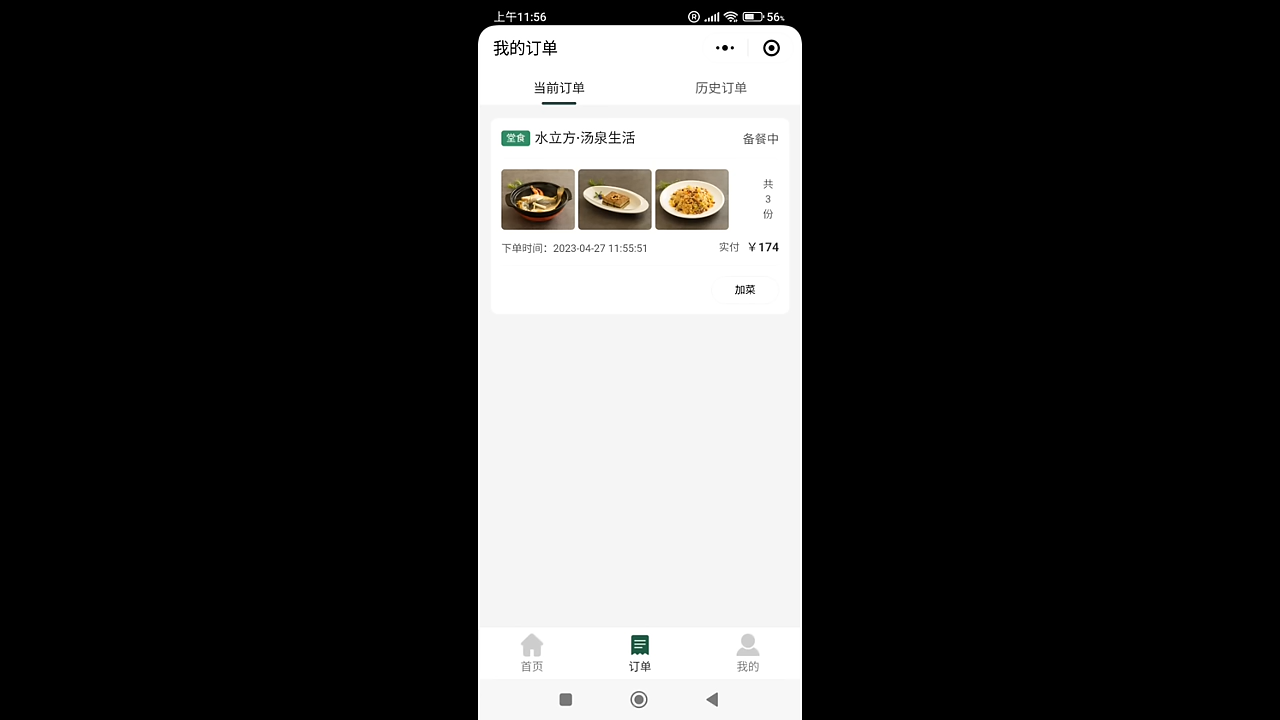 上午11:56
56%
我的订单
当前订单
历史订单
堂食 水立方·汤泉生活
备餐中
共
3
份
下单时间：2023-04-27 11:55:51
实付 ￥174
加菜
首页
订单
我的